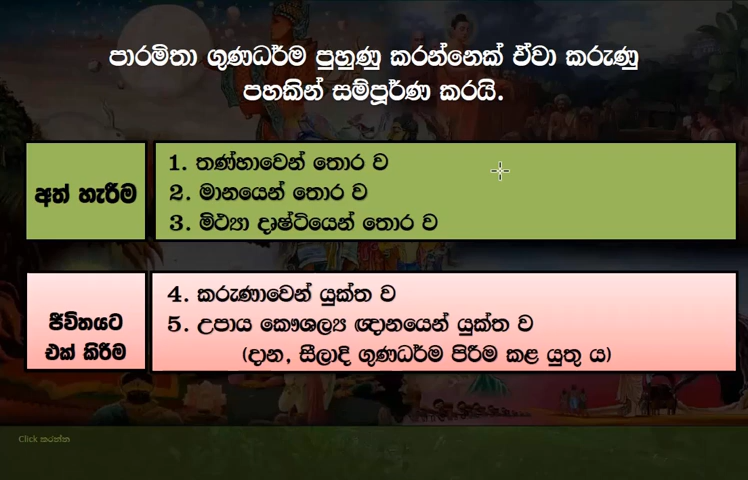 පාරමිතා ගුණධර්ම පුහුණු කරන්නෙක් ඒවා කරුණු
පහකින් සම්පූර්ණ කරයි.
අත් හැරීම
1. තණ්හාවෙන් තොර ව
2. මානයෙන් තොර ව
3. මිථ්‍යා දෘෂ්ටියෙන් තොර ව
ජීවිතයට
එක් කිරීම
4. කරුණාවෙන් යුක්ත ව
5. උපාය කෞශල්‍ය ඥානයෙන් යුක්ත ව
(දාන, සීලාදි ගුණධර්ම පිරීම කළ යුතු ය)
Click කරන්න